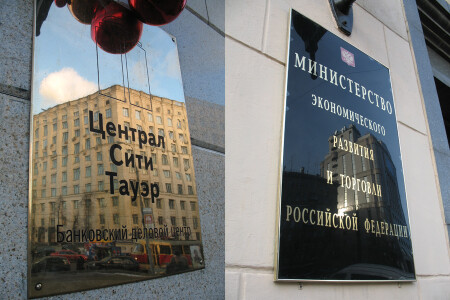 Централ
Сити
Тауэр
Банковский деловой центр
МИНИСТЕРСТВО
ЭКОНОМИЧЕСКОГО
РАЗВИТИЯ
И ТОРГОВЛИ
РОССИЙСКОЙ ФЕДЕРАЦИИ